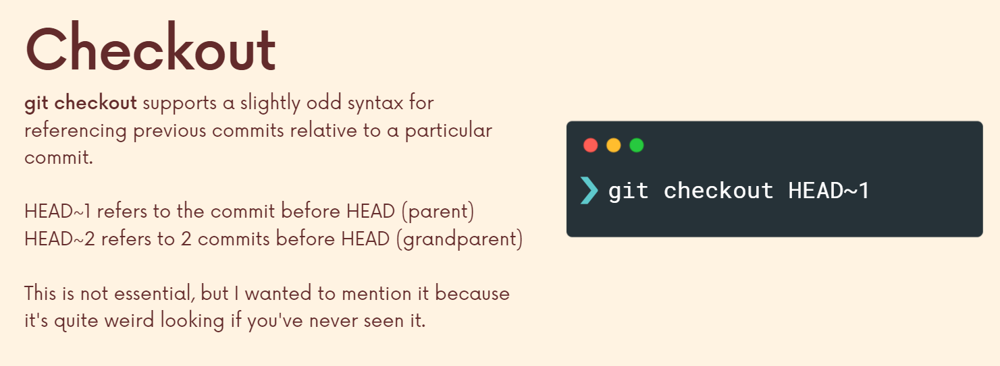 Checkout
git checkout supports a slightly odd syntax for
referencing previous commits relative to a particular
commit.
HEAD~1 refers to the commit before HEAD (parent)
HEAD~2 refers to 2 commits before HEAD (grandparent)
This is not essential, but I wanted to mention it because
it's quite weird looking if you've never seen it.
❯ git checkout HEAD~1